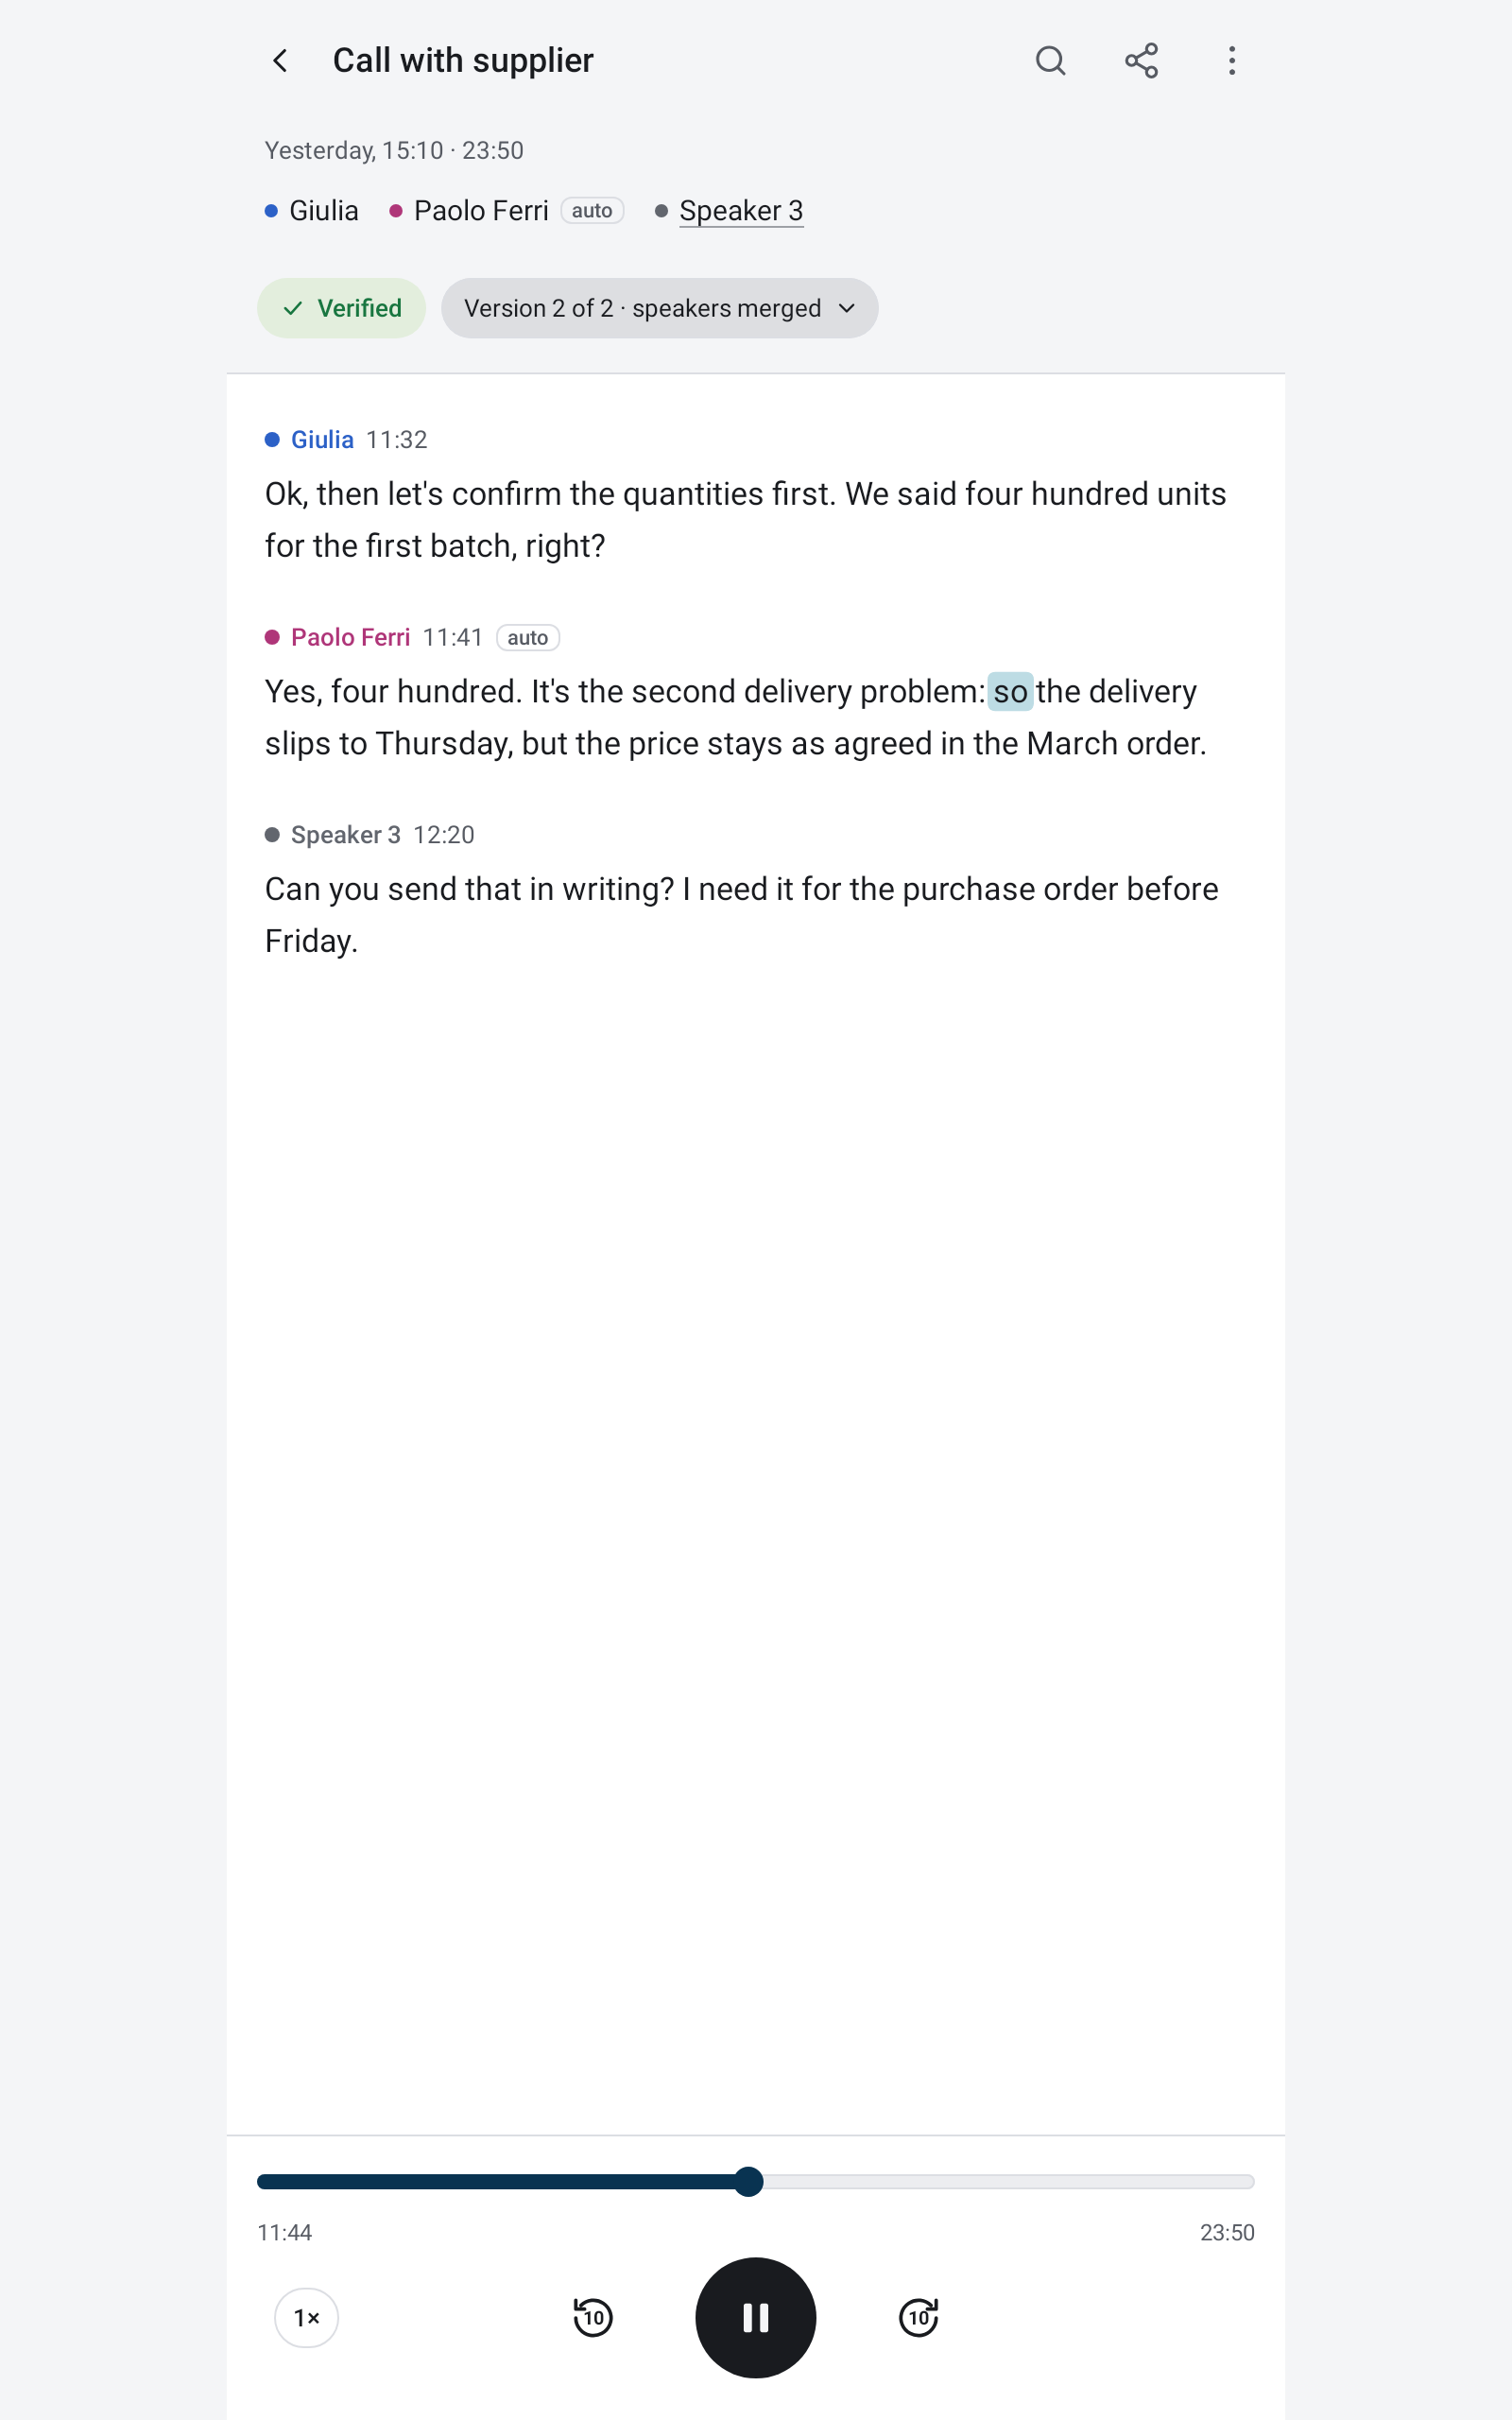 Call with supplier
Yesterday, 15:10 · 23:50
Giulia Paolo Ferri auto Speaker 3
Verified Version 2 of 2 · speakers merged
Giulia 11:32
Ok, then let's confirm the quantities first. We said four hundred units
for the first batch, right?
Paolo Ferri 11:41 auto
Yes, four hundred. It's the second delivery problem: so the delivery
slips to Thursday, but the price stays as agreed in the March order.
Speaker 3 12:20
Can you send that in writing? I need it for the purchase order before
Friday.
11:44 23:50
1× 10 10